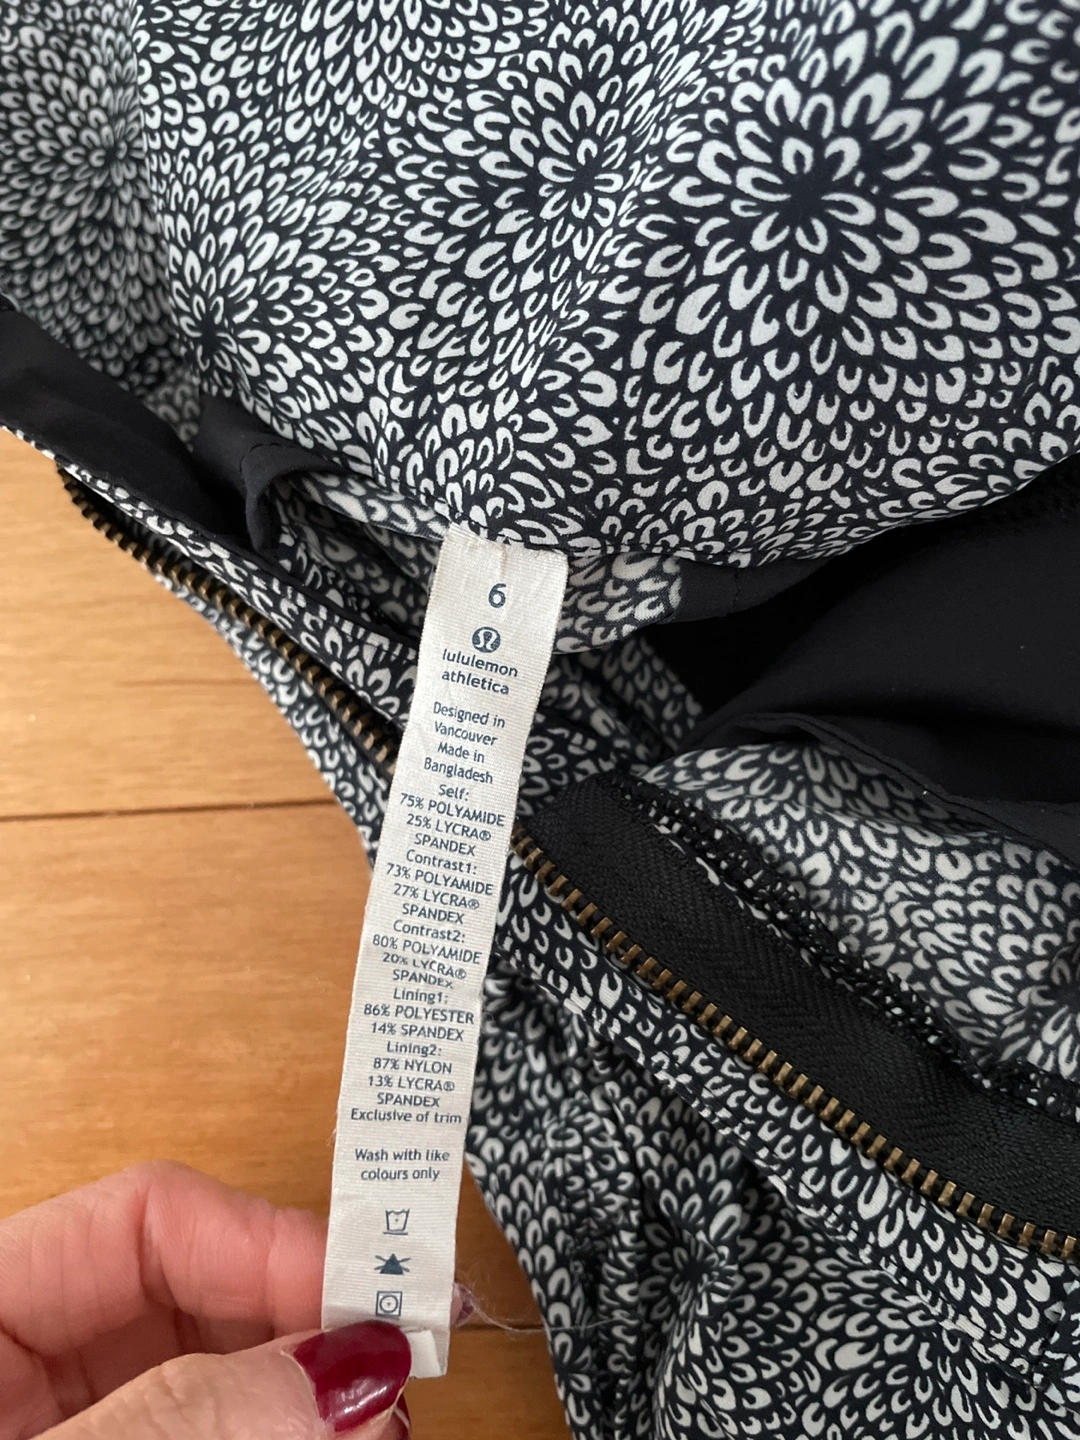 6
lululemon
athletica
Designed in
Vancouver
Made in
Bangladesh
Self:
75% POLYAMIDE
25% LYCRA®
SPANDEX
Contrast1:
73% POLYAMIDE
27% LYCRA®
SPANDEX
Contrast2:
80% POLYAMIDE
20% LYCRA®
SPANDEX
Lining1:
86% POLYESTER
14% SPANDEX
Lining2:
87% NYLON
13% LYCRA®
SPANDEX
Exclusive of trim
Wash with like
colours only